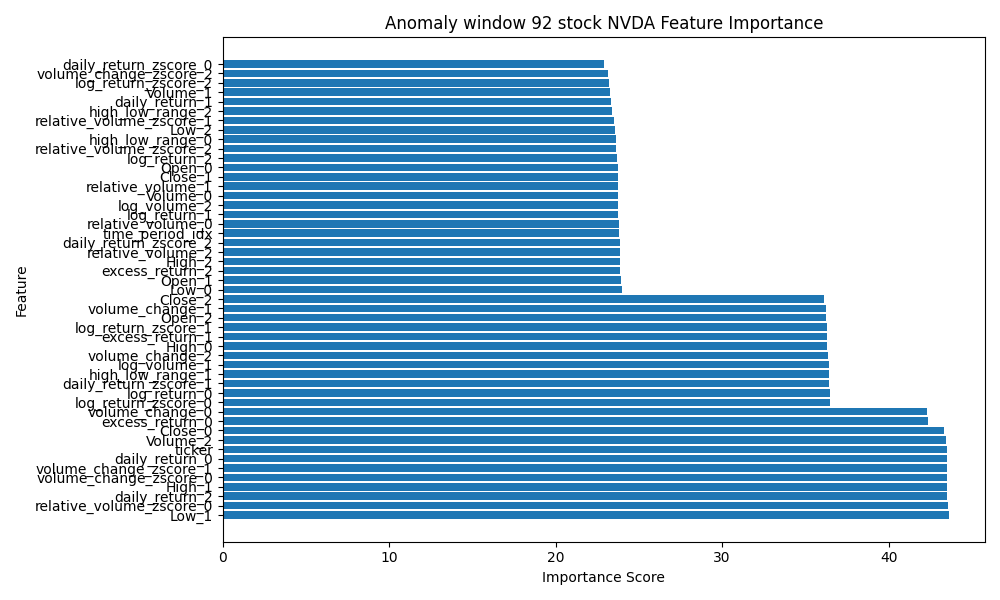 Anomaly window 92 stock NVDA Feature Importance
daily_return_zscore_0
volume_change_zscore_2
log_return_zscore_2
Volume_1
daily_return_1
high_low_range_2
relative_volume_zscore_1
Low_2
high_low_range_0
relative_volume_zscore_2
log_return_2
Open_0
Close_1
relative_volume_1
Volume_0
log_volume_2
log_return_1
relative_volume_0
time_period_idx
daily_return_zscore_2
relative_volume_2
High_2
excess_return_2
Open_1
Low_0
Close_2
volume_change_1
Open_2
log_return_zscore_1
excess_return_1
High_0
volume_change_2
log_volume_1
high_low_range_1
daily_return_zscore_1
log_return_0
log_return_zscore_0
volume_change_0
excess_return_0
Close_0
Volume_2
ticker
daily_return_0
volume_change_zscore_1
volume_change_zscore_0
High_1
daily_return_2
relative_volume_zscore_0
Low_1
Feature
0 10 20 30 40
Importance Score